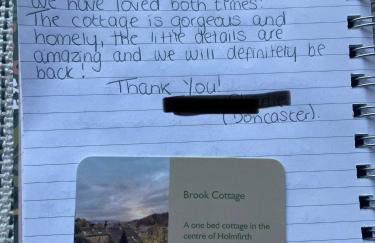 we have loved both times!
The cottage is gorgeous and
homely, the little details are
amazing and we will definitely be
back!
Thank you!
(Doncaster).
Brook Cottage
A one bed cottage in the
centre of Holmfirth